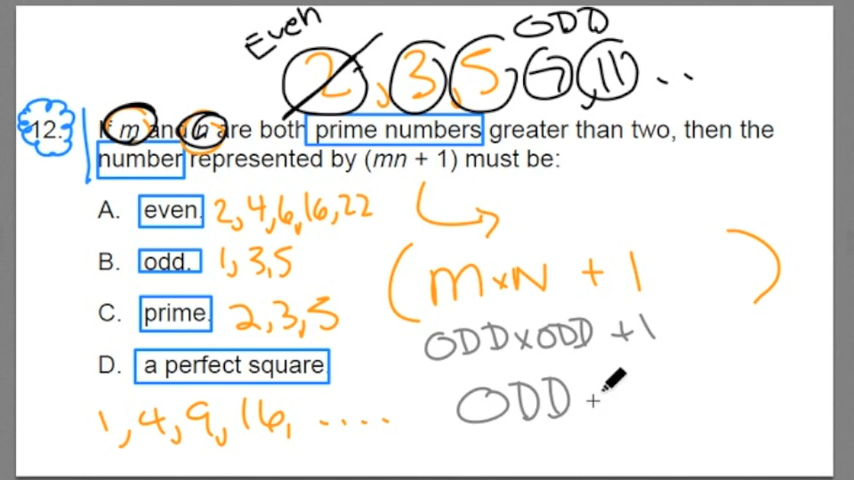 Even ODD
2, 3, 5, 7, 11 ..
12. If m and n are both prime numbers greater than two, then the
number represented by (mn + 1) must be:
A. even. 2, 4, 6, 16, 22
B. odd. 1, 3, 5
(m×N + 1 )
C. prime. 2, 3, 5
ODD×ODD +1
D. a perfect square.
ODD +
1, 4, 9, 16, ....